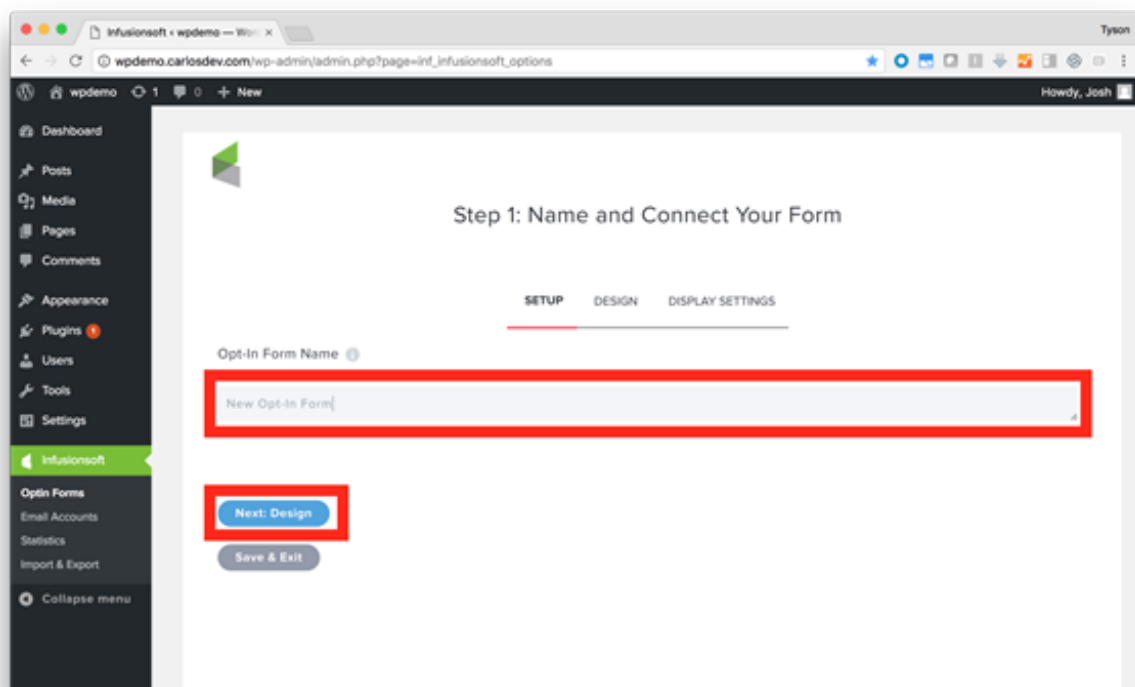 Infusionsoft ‹ wpdemo — Wor
Tyson
wpdemo.carlosdev.com/wp-admin/admin.php?page=inf_infusionsoft_options
wpdemo 1 0 + New
Howdy, Josh
Dashboard
Posts
Media
Pages
Comments
Appearance
Plugins 1
Users
Tools
Settings
Infusionsoft
Optin Forms
Email Accounts
Statistics
Import & Export
Collapse menu
Step 1: Name and Connect Your Form
SETUP DESIGN DISPLAY SETTINGS
Opt-In Form Name
New Opt-In Form
Next: Design
Save & Exit